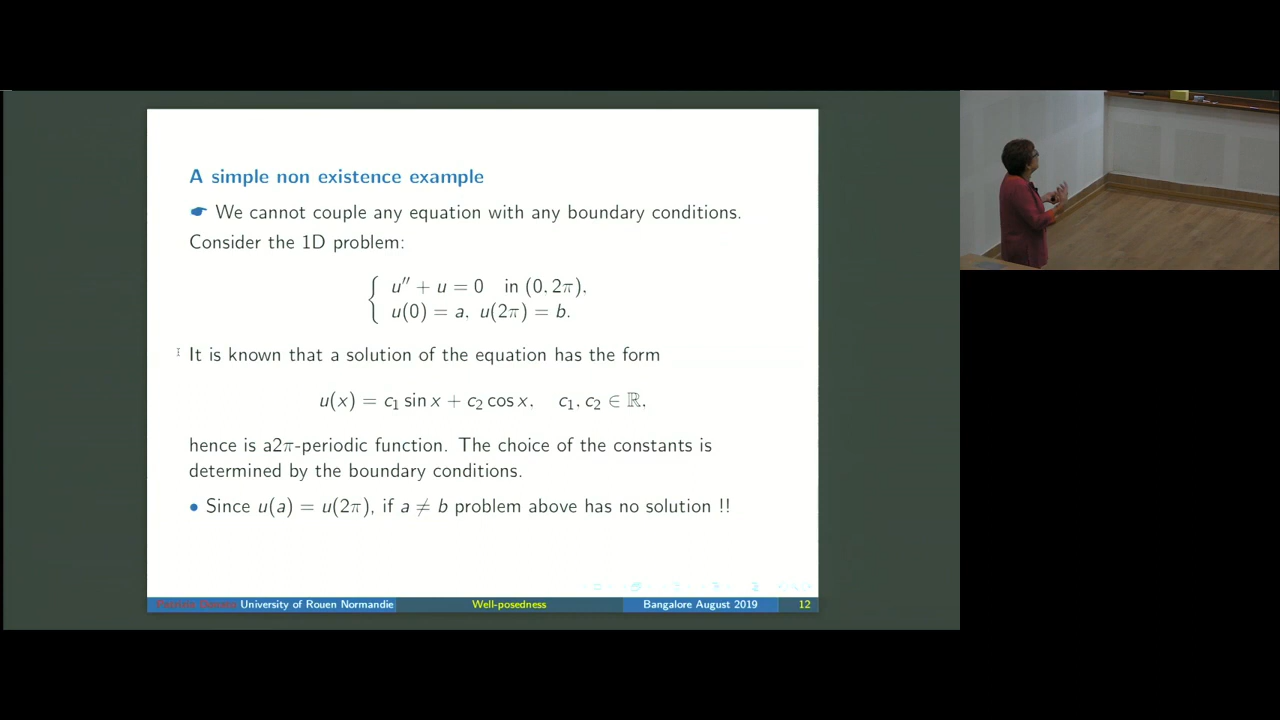 A simple non existence example
☛ We cannot couple any equation with any boundary conditions.
Consider the 1D problem:
u″ + u = 0 in (0, 2π),
u(0) = a, u(2π) = b.
It is known that a solution of the equation has the form
u(x) = c₁ sin x + c₂ cos x, c₁, c₂ ∈ ℝ,
hence is a2π-periodic function. The choice of the constants is
determined by the boundary conditions.
• Since u(a) = u(2π), if a ≠ b problem above has no solution !!
University of Rouen Normandie Well-posedness Bangalore August 2019 12